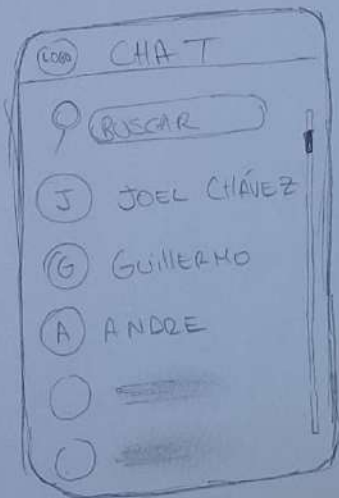 LOGO CHAT
BUSCAR
J JOEL CHÁVEZ
G GUILLERMO
A ANDRE